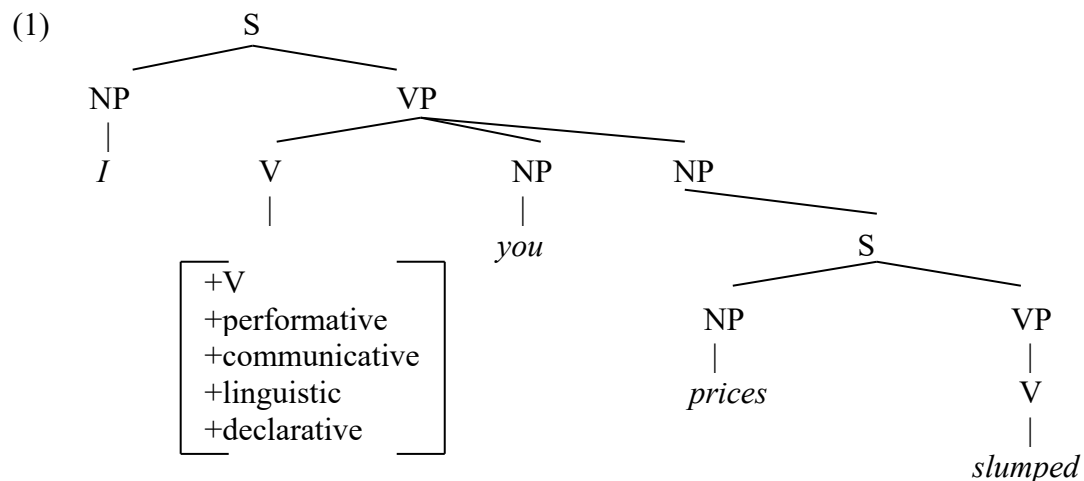 (1) S
NP VP
I V NP NP
you S
+V
+performative NP VP
+communicative
+linguistic prices V
+declarative
slumped